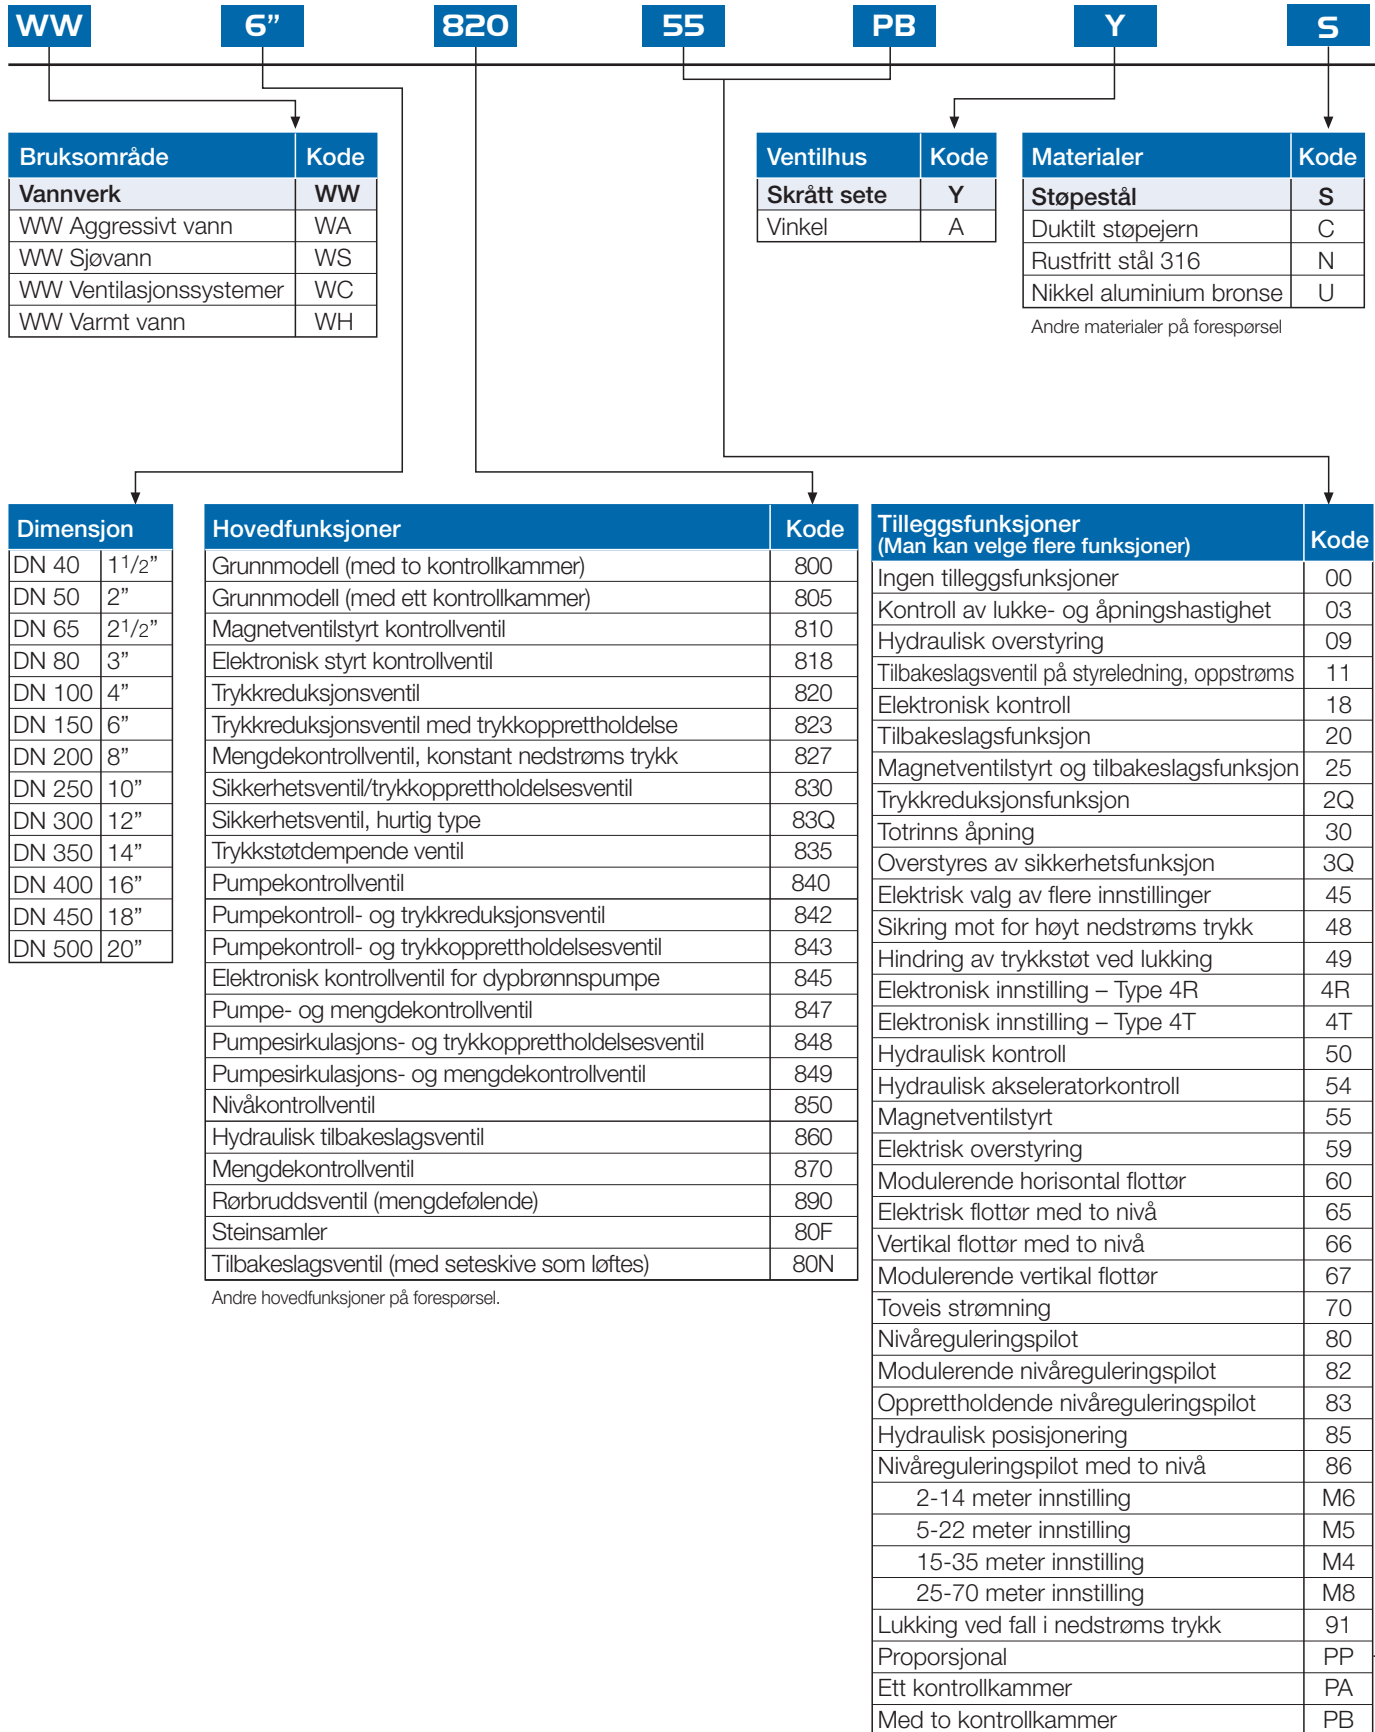 WW 6” 820 55 PB Y S
Bruksområde Kode
Vannverk WW
WW Aggressivt vann WA
WW Sjøvann WS
WW Ventilasjonssystemer WC
WW Varmt vann WH
Ventilhus Kode
Skrått sete Y
Vinkel A
Materialer Kode
Støpestål S
Duktilt støpejern C
Rustfritt stål 316 N
Nikkel aluminium bronse U
Andre materialer på forespørsel
Dimensjon
DN 40 1 1/2”
DN 50 2”
DN 65 2 1/2”
DN 80 3”
DN 100 4”
DN 150 6”
DN 200 8”
DN 250 10”
DN 300 12”
DN 350 14”
DN 400 16”
DN 450 18”
DN 500 20”
Hovedfunksjoner Kode
Grunnmodell (med to kontrollkammer) 800
Grunnmodell (med ett kontrollkammer) 805
Magnetventilstyrt kontrollventil 810
Elektronisk styrt kontrollventil 818
Trykkreduksjonsventil 820
Trykkreduksjonsventil med trykkopprettholdelse 823
Mengdekontrollventil, konstant nedstrøms trykk 827
Sikkerhetsventil/trykkopprettholdelsesventil 830
Sikkerhetsventil, hurtig type 83Q
Trykkstøtdempende ventil 835
Pumpekontrollventil 840
Pumpekontroll- og trykkreduksjonsventil 842
Pumpekontroll- og trykkopprettholdelsesventil 843
Elektronisk kontrollventil for dypbrønnspumpe 845
Pumpe- og mengdekontrollventil 847
Pumpesirkulasjons- og trykkopprettholdelsesventil 848
Pumpesirkulasjons- og mengdekontrollventil 849
Nivåkontrollventil 850
Hydraulisk tilbakeslagsventil 860
Mengdekontrollventil 870
Rørbruddsventil (mengdefølende) 890
Steinsamler 80F
Tilbakeslagsventil (med seteskive som løftes) 80N
Andre hovedfunksjoner på forespørsel.
Tilleggsfunksjoner
(Man kan velge flere funksjoner) Kode
Ingen tilleggsfunksjoner 00
Kontroll av lukke- og åpningshastighet 03
Hydraulisk overstyring 09
Tilbakeslagsventil på styreledning, oppstrøms 11
Elektronisk kontroll 18
Tilbakeslagsfunksjon 20
Magnetventilstyrt og tilbakeslagsfunksjon 25
Trykkreduksjonsfunksjon 2Q
Totrinns åpning 30
Overstyres av sikkerhetsfunksjon 3Q
Elektrisk valg av flere innstillinger 45
Sikring mot for høyt nedstrøms trykk 48
Hindring av trykkstøt ved lukking 49
Elektronisk innstilling – Type 4R 4R
Elektronisk innstilling – Type 4T 4T
Hydraulisk kontroll 50
Hydraulisk akseleratorkontroll 54
Magnetventilstyrt 55
Elektrisk overstyring 59
Modulerende horisontal flottør 60
Elektrisk flottør med to nivå 65
Vertikal flottør med to nivå 66
Modulerende vertikal flottør 67
Toveis strømning 70
Nivåreguleringspilot 80
Modulerende nivåreguleringspilot 82
Opprettholdende nivåreguleringspilot 83
Hydraulisk posisjonering 85
Nivåreguleringspilot med to nivå 86
2-14 meter innstilling M6
5-22 meter innstilling M5
15-35 meter innstilling M4
25-70 meter innstilling M8
Lukking ved fall i nedstrøms trykk 91
Proporsjonal PP
Ett kontrollkammer PA
Med to kontrollkammer PB